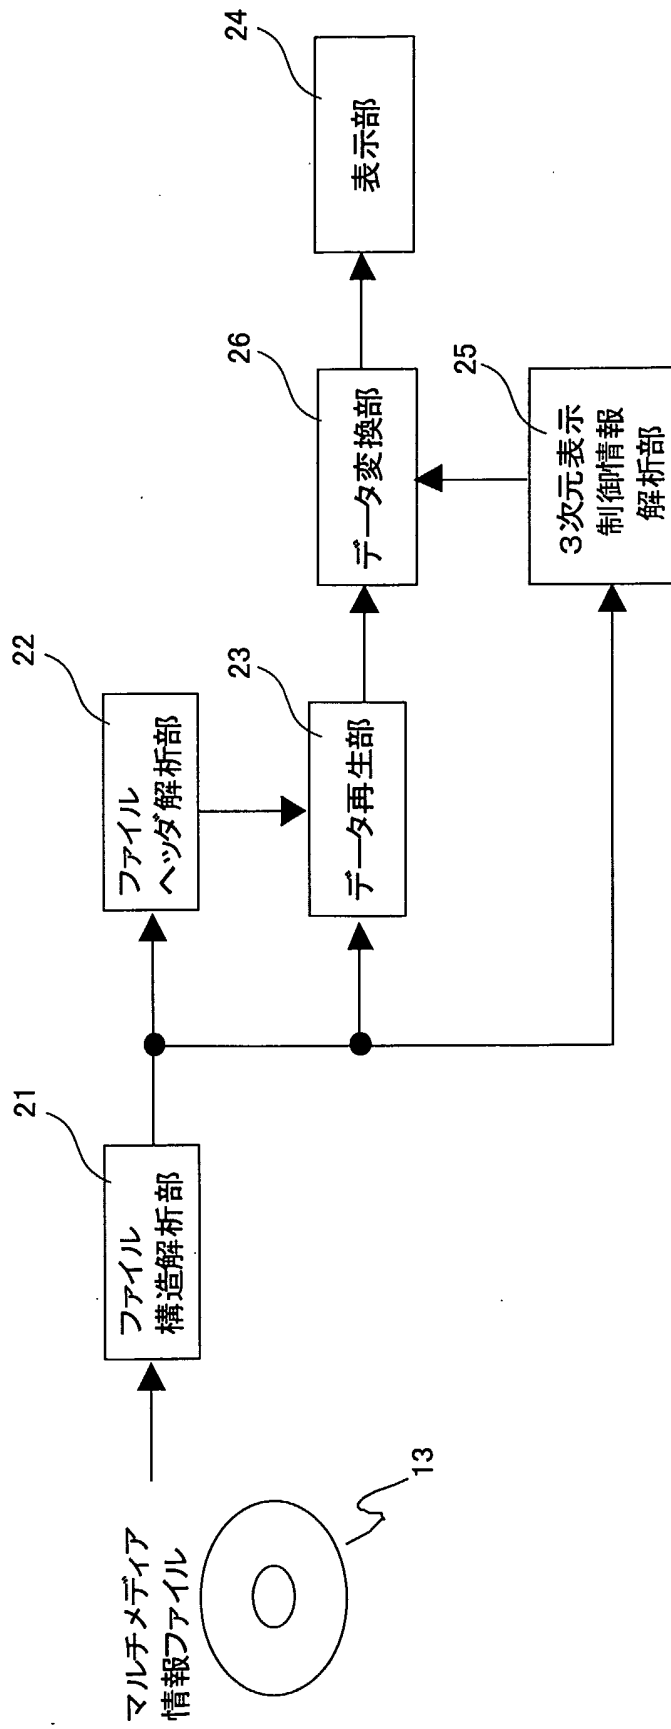 マルチメディア
情報ファイル
13
21
ファイル
構造解析部
22
ファイル
ヘッダ解析部
23
データ再生部
26
データ変換部
24
表示部
25
3次元表示
制御情報
解析部